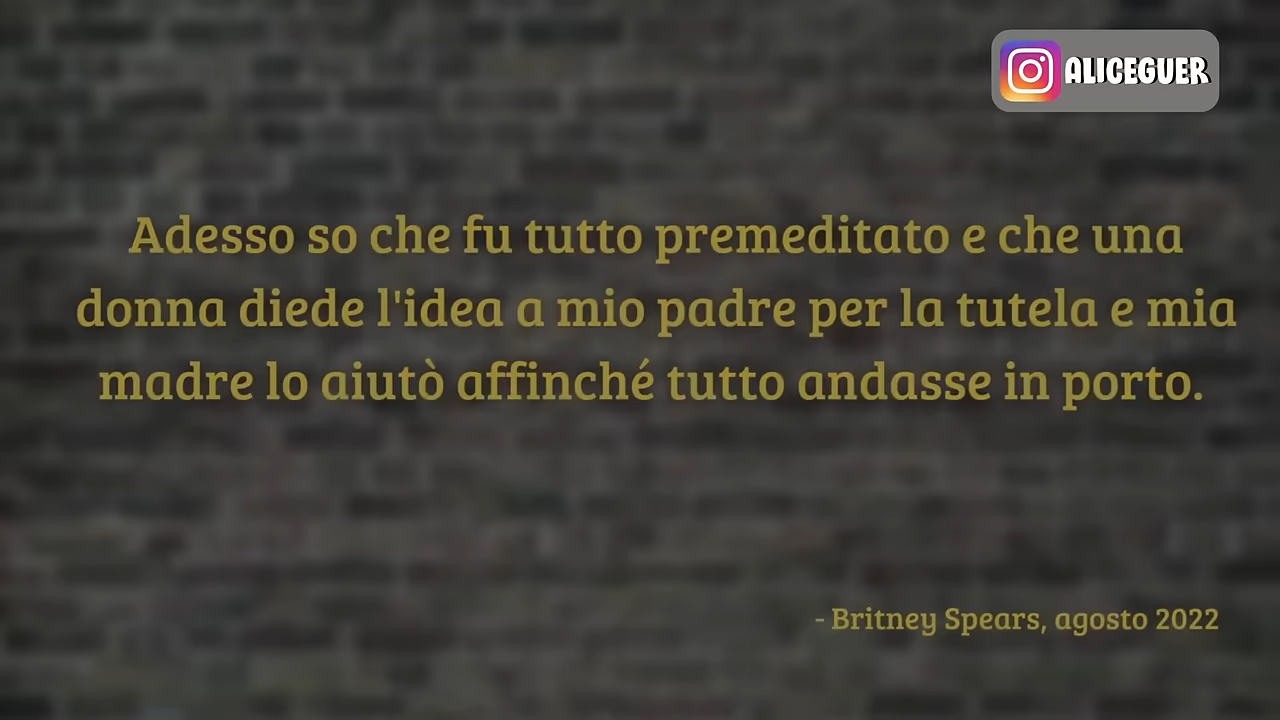 ALICEGUER
Adesso so che fu tutto premeditato e che una
donna diede l'idea a mio padre per la tutela e mia
madre lo aiutò affinché tutto andasse in porto.
- Britney Spears, agosto 2022